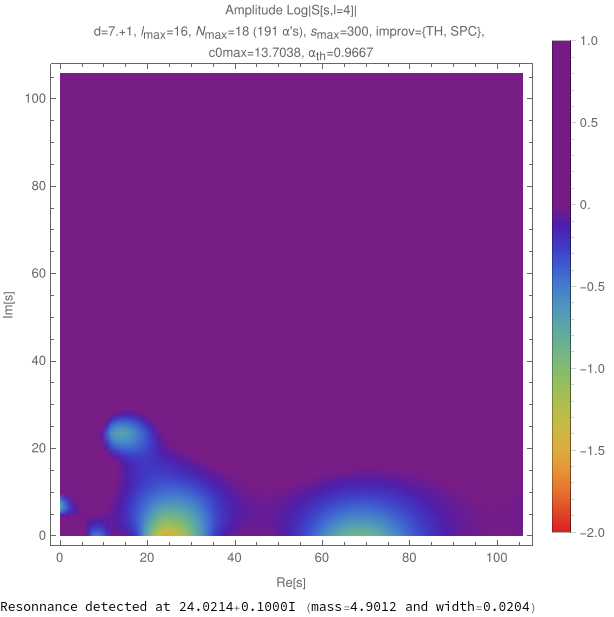 Amplitude Log|S[s,l=4]|
d=7.+1, lmax=16, Nmax=18 (191 α's), smax=300, improv={TH, SPC},
c0max=13.7038, αth=0.9667
1.0
100
0.5
80
0.
60
Im[s]
-0.5
40
-1.0
20
-1.5
0
-2.0
0 20 40 60 80 100
Re[s]
Resonnance detected at 24.0214+0.1000I (mass=4.9012 and width=0.0204)